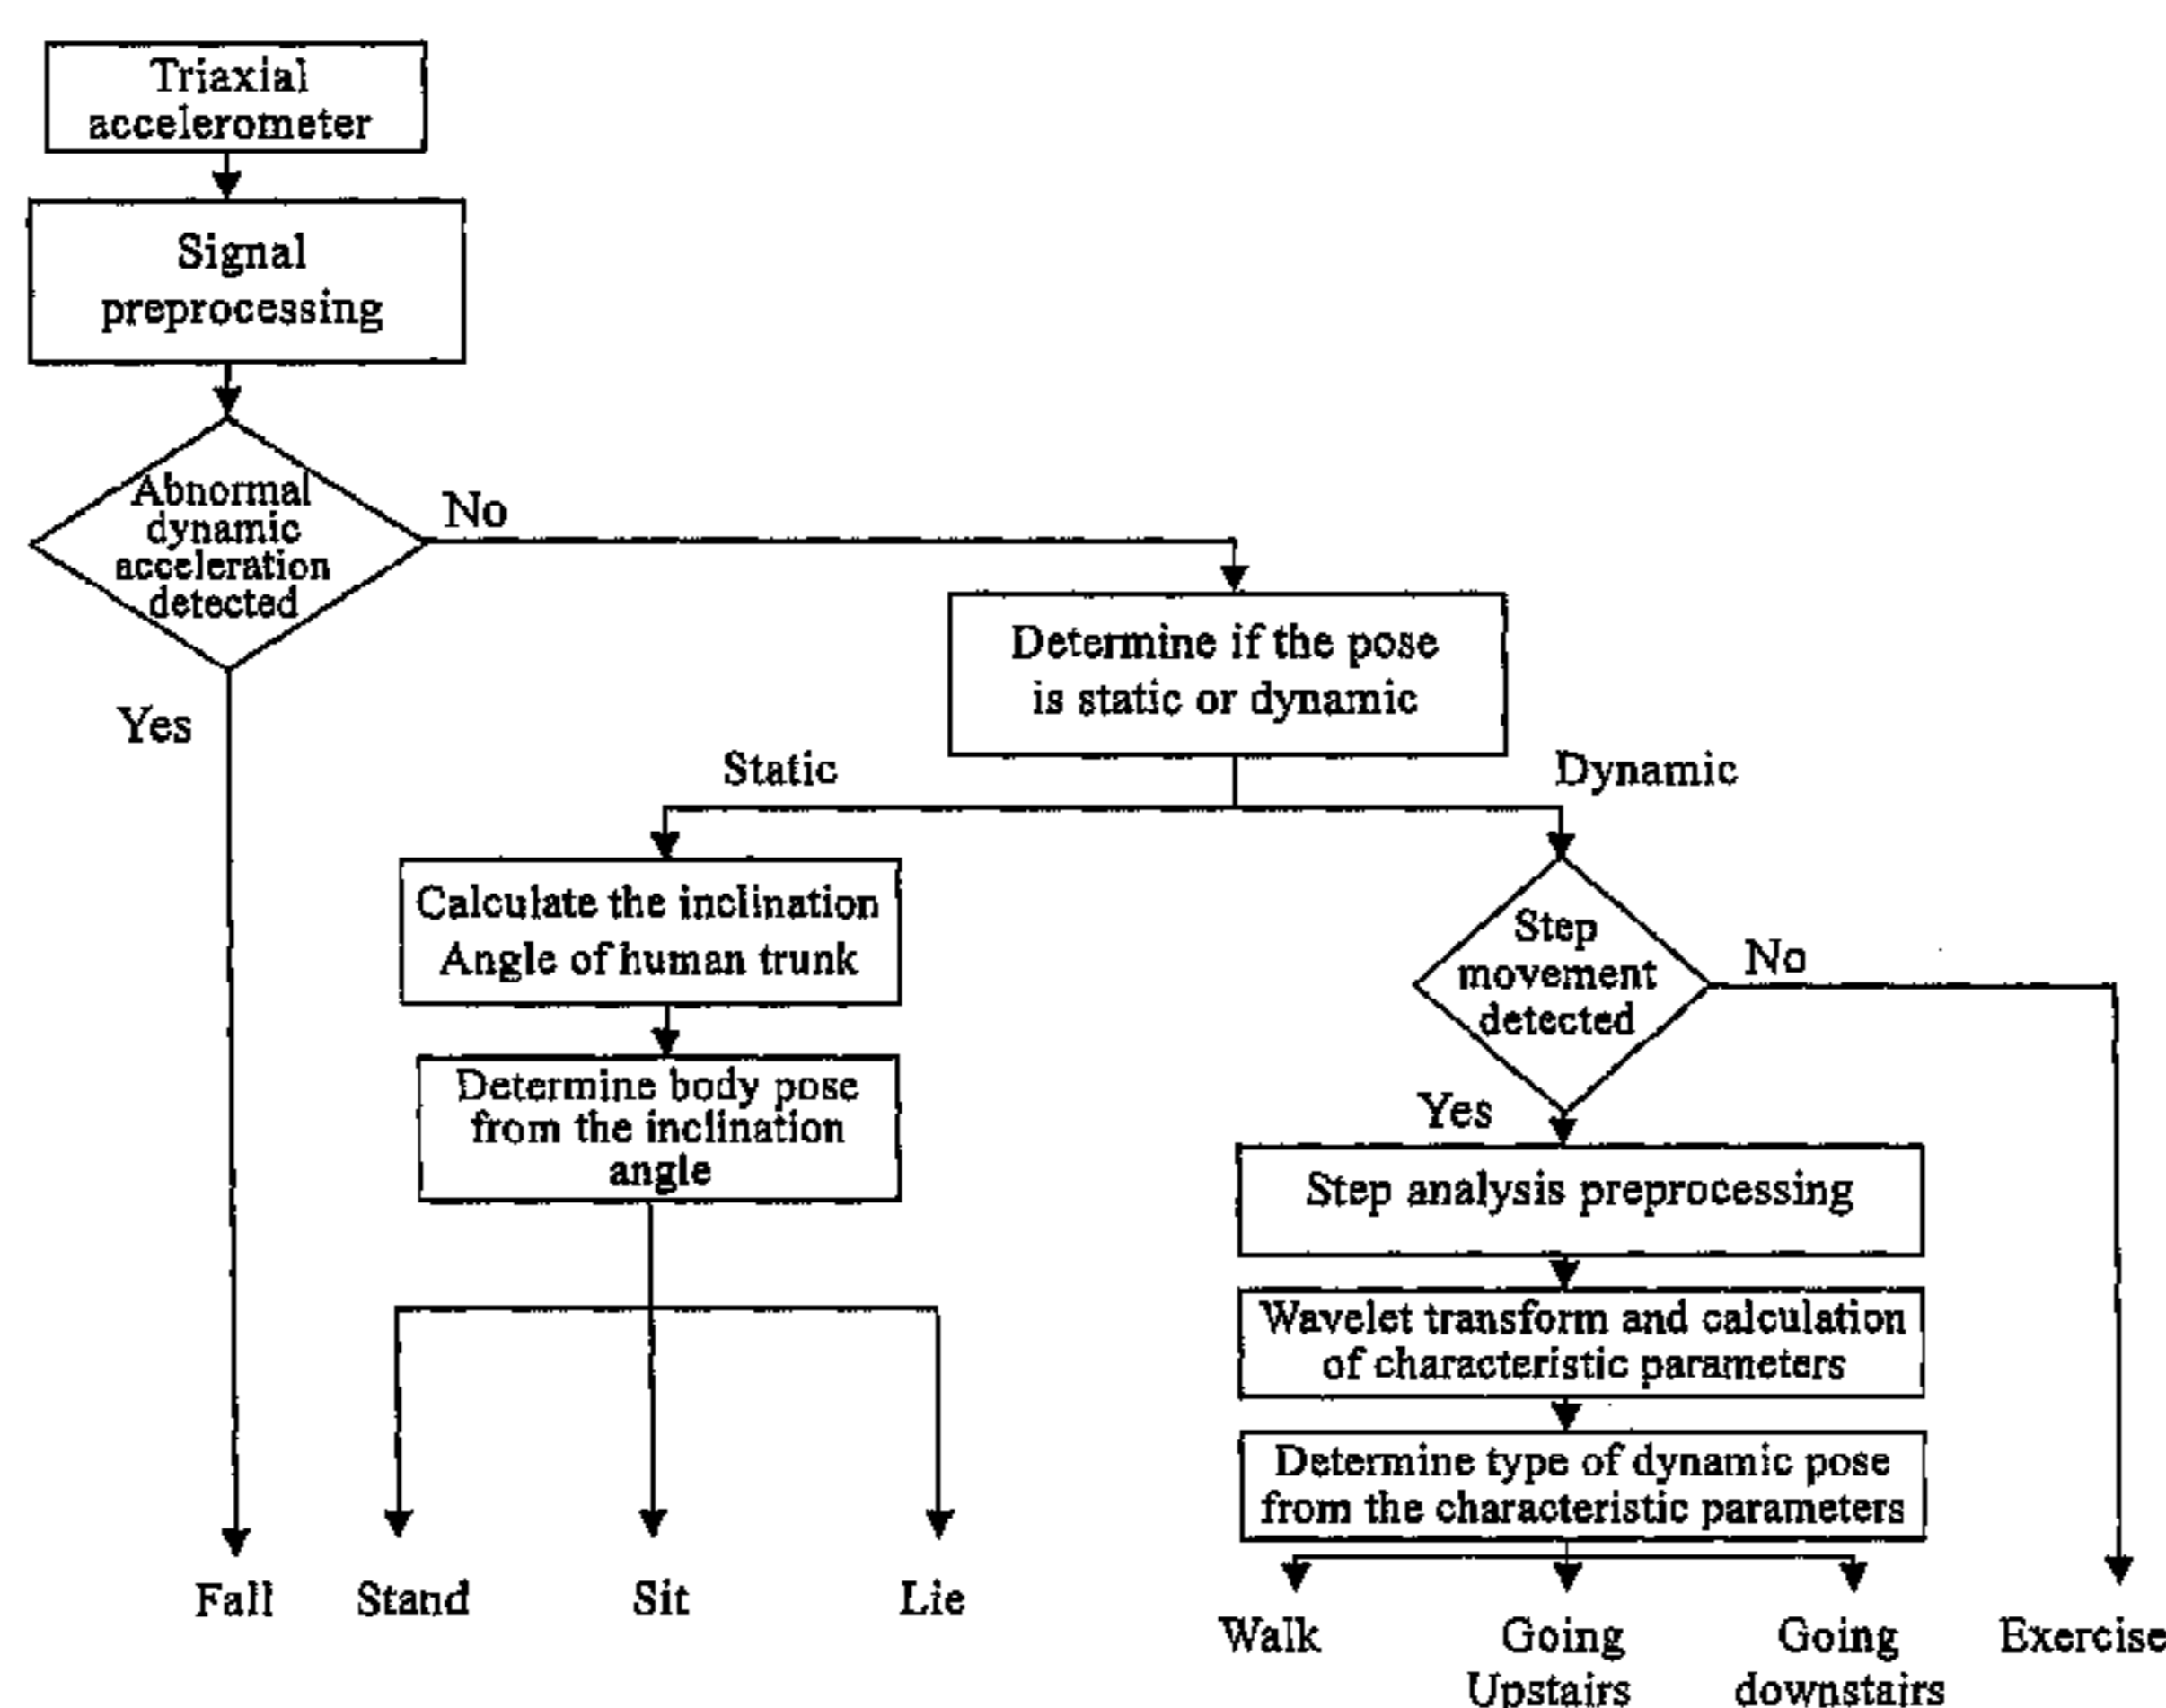 Triaxial
accelerometer
Signal
preprocessing
Abnormal
dynamic
acceleration
detected
No
Yes
Determine if the pose
is static or dynamic
Static
Dynamic
Calculate the inclination
Angle of human trunk
Determine body pose
from the inclination
angle
Step
movement
detected
No
Yes
Step analysis preprocessing
Wavelet transform and calculation
of characteristic parameters
Determine type of dynamic pose
from the characteristic parameters
Fall
Stand
Sit
Lie
Walk
Going
Upstairs
Going
downstairs
Exercise